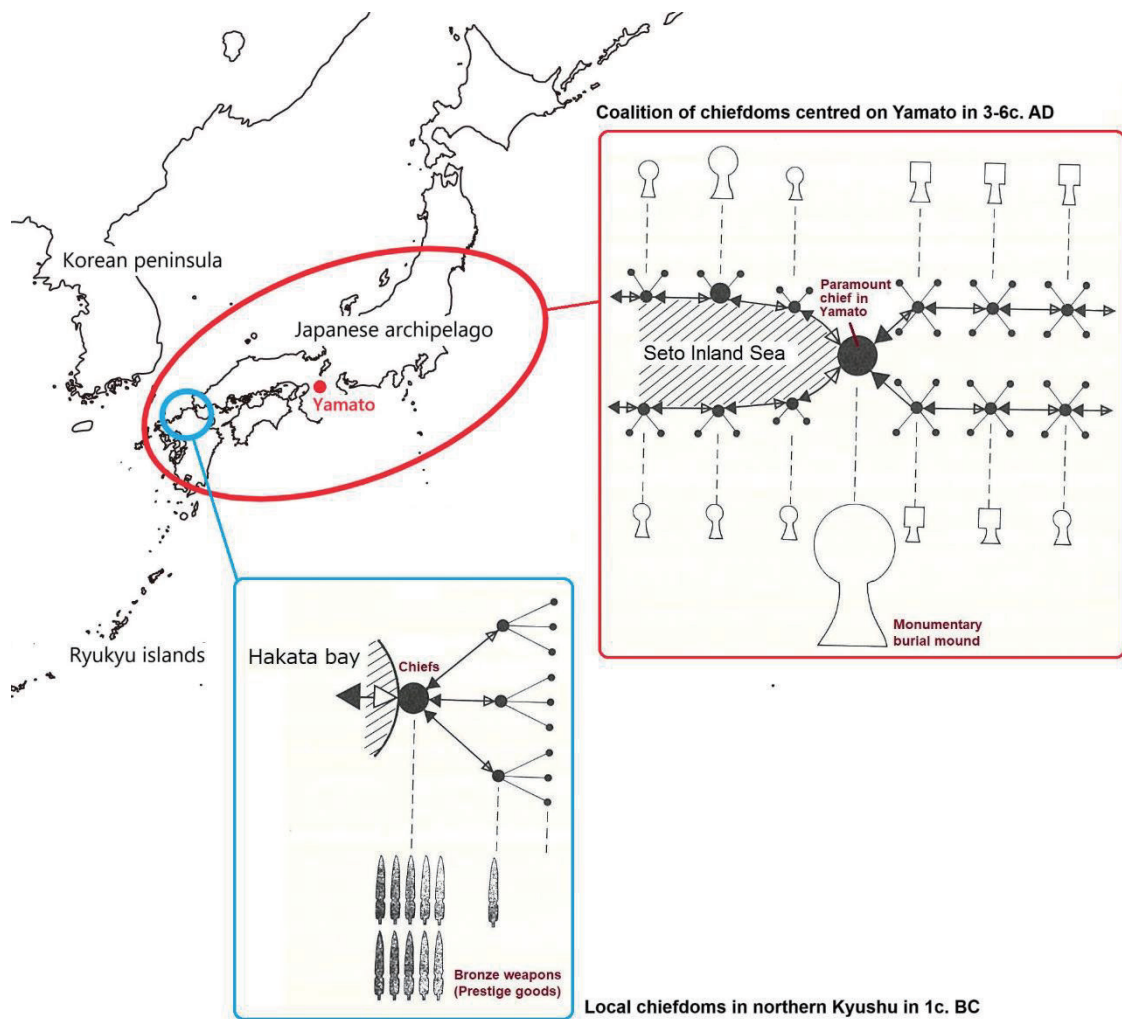 Coalition of chiefdoms centred on Yamato in 3-6c. AD
Korean peninsula
Japanese archipelago
Yamato
Ryukyu islands
Paramount
chief in
Yamato
Seto Inland Sea
Monumentary
burial mound
Hakata bay
Chiefs
Bronze weapons
(Prestige goods)
Local chiefdoms in northern Kyushu in 1c. BC